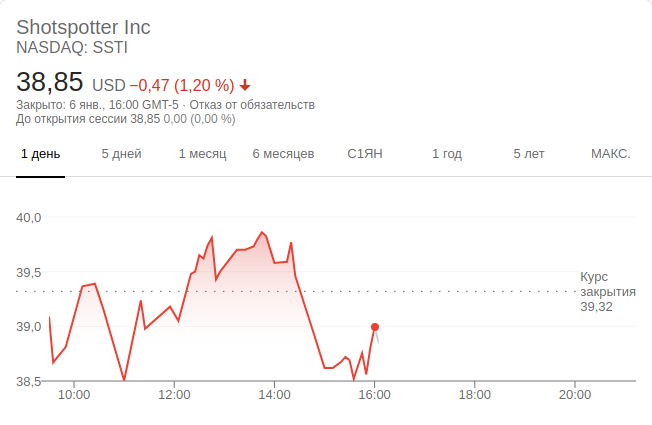 Shotspotter Inc
NASDAQ: SSTI
38,85 USD −0,47 (1,20 %)
Закрыто: 6 янв., 16:00 GMT-5 · Отказ от обязательств
До открытия сессии 38,85 0,00 (0,00 %)
1 день 5 дней 1 месяц 6 месяцев С1ЯН 1 год 5 лет МАКС.
40,0
39,5
Курс
закрытия
39,32
39,0
38,5
10:00 12:00 14:00 16:00 18:00 20:00